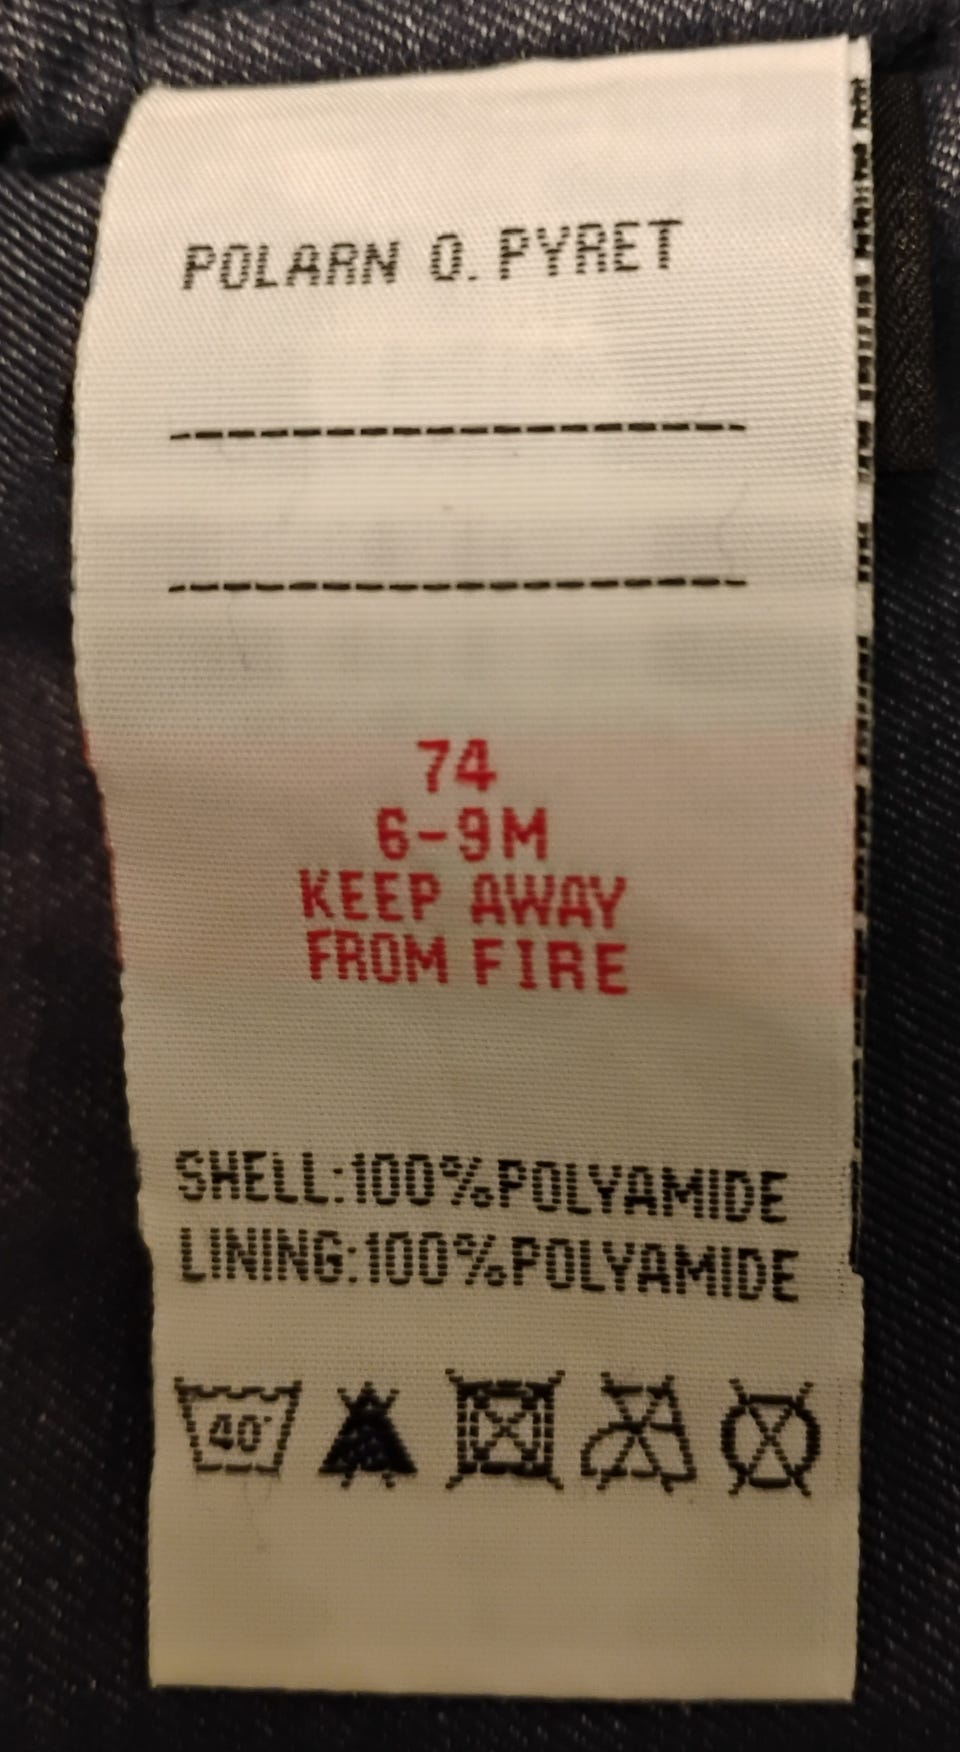 POLARN O. PYRET
74
6-9M
KEEP AWAY
FROM FIRE
SHELL:100%POLYAMIDE
LINING:100%POLYAMIDE
40°